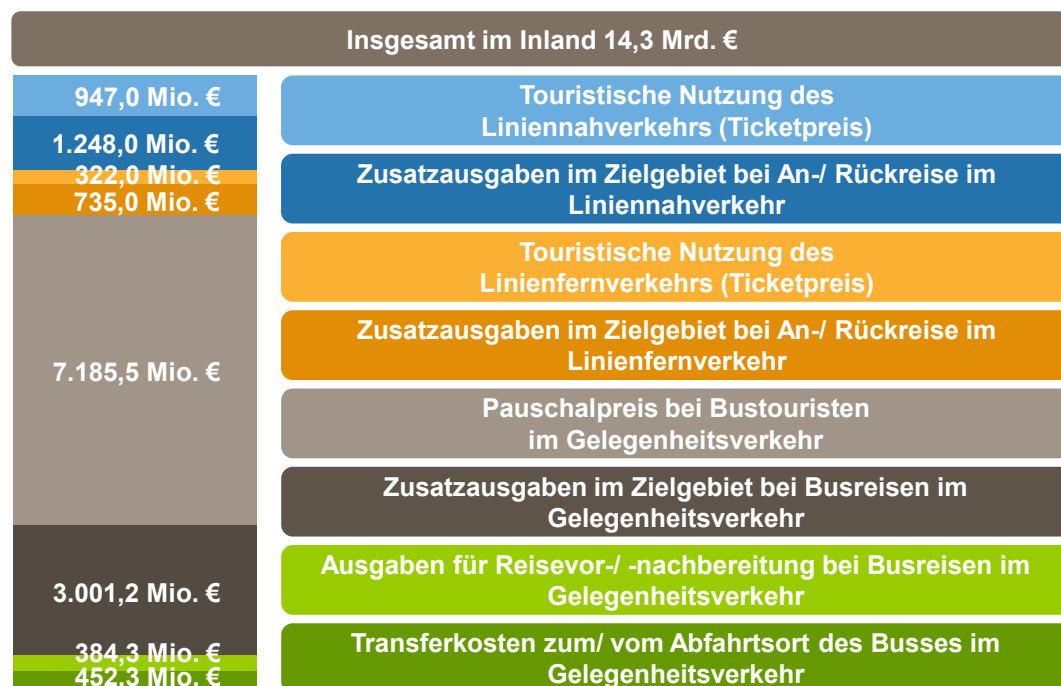 Insgesamt im Inland 14,3 Mrd. €
947,0 Mio. €
1.248,0 Mio. €
322,0 Mio. €
735,0 Mio. €
7.185,5 Mio. €
3.001,2 Mio. €
384,3 Mio. €
452,3 Mio. €
Touristische Nutzung des
Liniennahverkehrs (Ticketpreis)
Zusatzausgaben im Zielgebiet bei An-/ Rückreise im
Liniennahverkehr
Touristische Nutzung des
Linienfernverkehrs (Ticketpreis)
Zusatzausgaben im Zielgebiet bei An-/ Rückreise im
Linienfernverkehr
Pauschalpreis bei Bustouristen
im Gelegenheitsverkehr
Zusatzausgaben im Zielgebiet bei Busreisen im
Gelegenheitsverkehr
Ausgaben für Reisevor-/ -nachbereitung bei Busreisen im
Gelegenheitsverkehr
Transferkosten zum/ vom Abfahrtsort des Busses im
Gelegenheitsverkehr